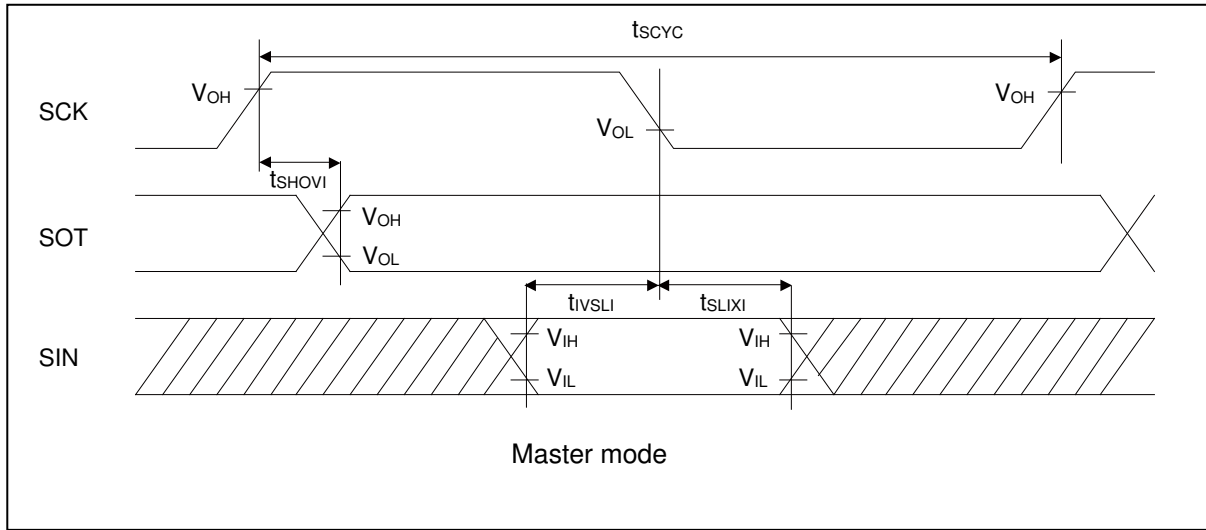 tSCYC
SCK
VOH
VOL
VOH
tSHOVI
SOT
VOH
VOL
tIVSLI
tSLIXI
SIN
VIH
VIL
VIH
VIL
Master mode